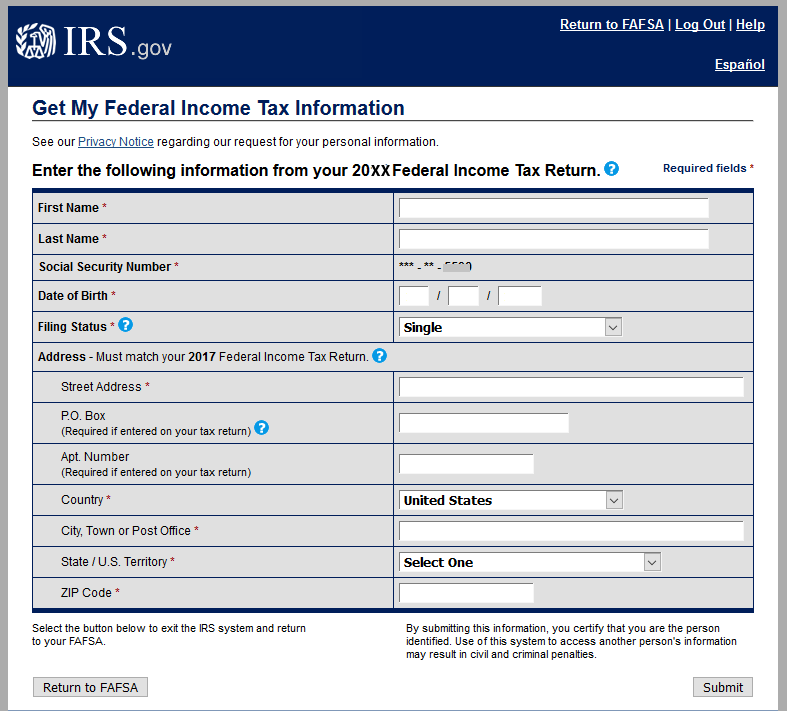 Return to FAFSA | Log Out | Help
IRS.gov
Español
Get My Federal Income Tax Information
See our Privacy Notice regarding our request for your personal information.
Enter the following information from your 20XX Federal Income Tax Return. ?
Required fields *
First Name *
Last Name *
Social Security Number * *** - ** -
Date of Birth * / /
Filing Status * ? Single
Address - Must match your 2017 Federal Income Tax Return. ?
Street Address *
P.O. Box
(Required if entered on your tax return) ?
Apt. Number
(Required if entered on your tax return)
Country * United States
City, Town or Post Office *
State / U.S. Territory * Select One
ZIP Code *
Select the button below to exit the IRS system and return
to your FAFSA.
By submitting this information, you certify that you are the person
identified. Use of this system to access another person's information
may result in civil and criminal penalties.
Return to FAFSA
Submit